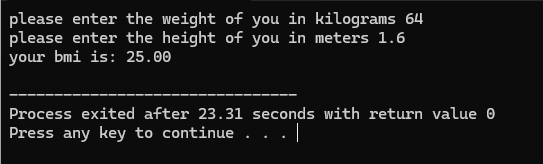 please enter the weight of you in kilograms 64
please enter the height of you in meters 1.6
your bmi is: 25.00
--------------------------------
Process exited after 23.31 seconds with return value 0
Press any key to continue . . .